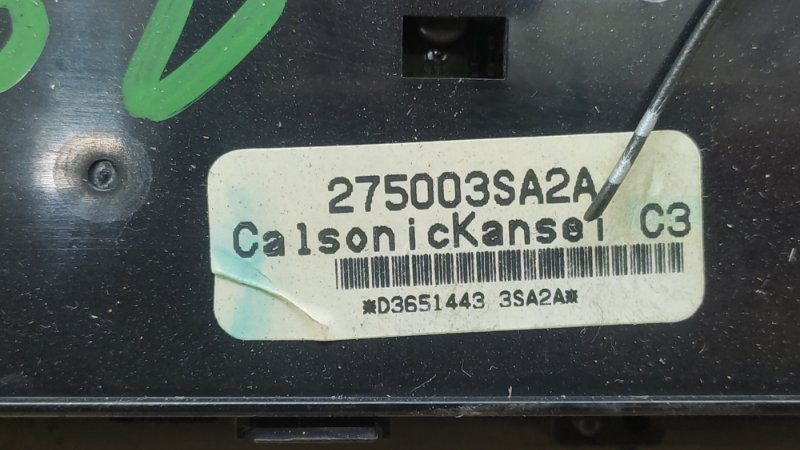 275003SA2A
CalsonicKansei C3
*D3651443 3SA2A*